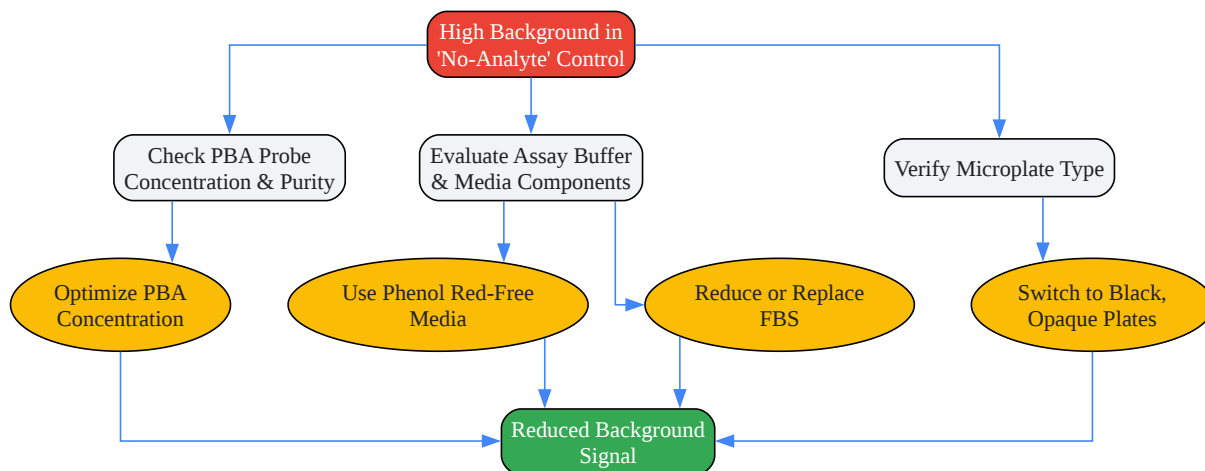 High Background in
'No-Analyte' Control
Check PBA Probe
Concentration & Purity
Evaluate Assay Buffer
& Media Components
Verify Microplate Type
Optimize PBA
Concentration
Use Phenol Red-Free
Media
Reduce or Replace
FBS
Switch to Black,
Opaque Plates
Reduced Background
Signal